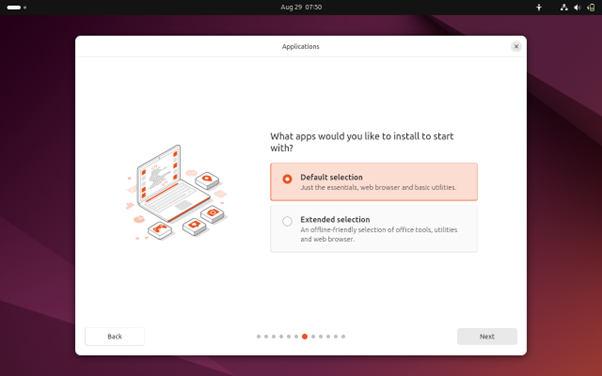 Aug 29 07:50
Applications
What apps would you like to install to start
with?
Default selection
Just the essentials, web browser and basic utilities.
Extended selection
An offline-friendly selection of office tools, utilities
and web browser.
Back
Next